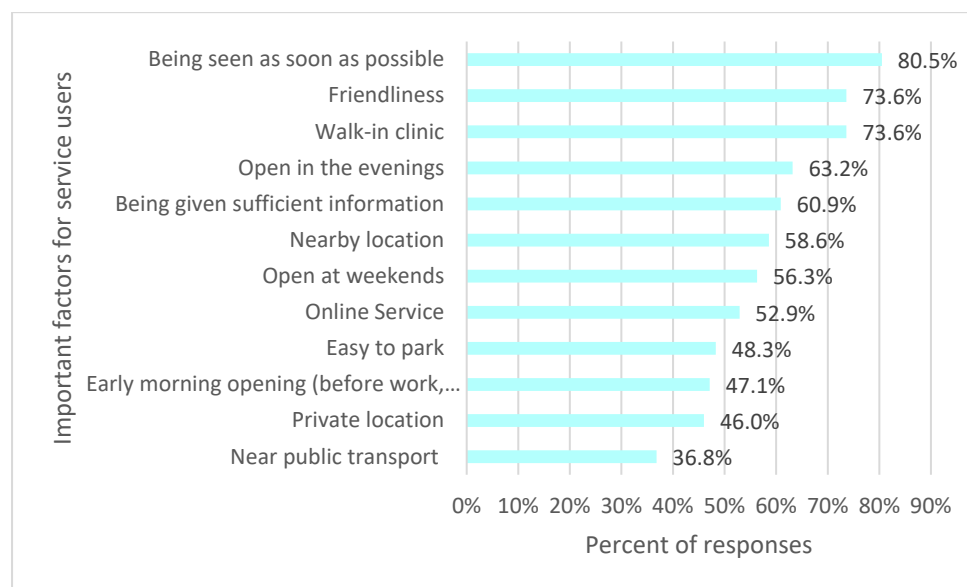 Important factors for service users
Being seen as soon as possible 80.5%
Friendliness 73.6%
Walk-in clinic 73.6%
Open in the evenings 63.2%
Being given sufficient information 60.9%
Nearby location 58.6%
Open at weekends 56.3%
Online Service 52.9%
Easy to park 48.3%
Early morning opening (before work,... 47.1%
Private location 46.0%
Near public transport 36.8%
0% 10% 20% 30% 40% 50% 60% 70% 80% 90%
Percent of responses